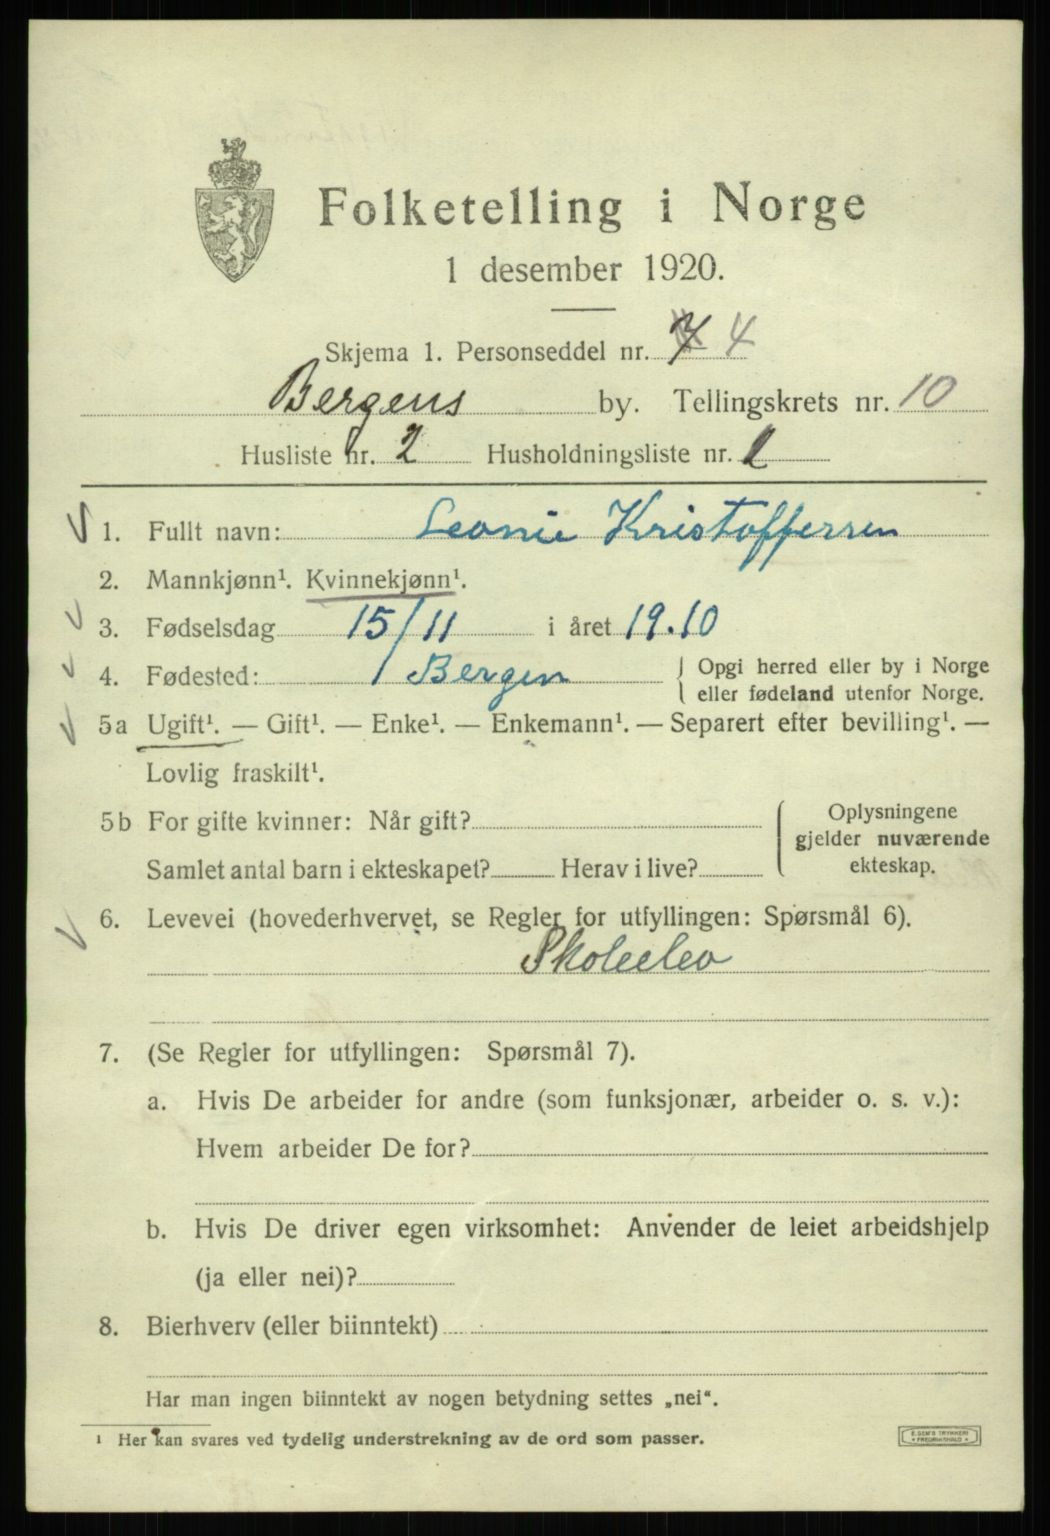 Folketelling i Norge
1 desember 1920.
Skjema 1. Personseddel nr. 7 4
Bergens by. Tellingskrets nr. 10
Husliste nr. 2 Husholdningsliste nr. 1
1. Fullt navn: Leonie Kristoffersen
2. Mannkjønn¹. Kvinnekjønn¹.
3. Fødselsdag 15/11 i året 19.10
4. Fødested: Bergen Opgi herred eller by i Norge
eller fødeland utenfor Norge.
5a Ugift¹. — Gift¹. — Enke¹. — Enkemann¹. — Separert efter bevilling¹. —
Lovlig fraskilt¹.
5b For gifte kvinner: Når gift?
Samlet antal barn i ekteskapet? Herav i live?
Oplysningene
gjelder nuværende
ekteskap.
6. Levevei (hovederhvervet, se Regler for utfyllingen: Spørsmål 6).
Skoleelev
7. (Se Regler for utfyllingen: Spørsmål 7).
a. Hvis De arbeider for andre (som funksjonær, arbeider o. s. v.):
Hvem arbeider De for?
b. Hvis De driver egen virksomhet: Anvender de leiet arbeidshjelp
(ja eller nei)?
8. Bierhverv (eller biinntekt)
Har man ingen biinntekt av nogen betydning settes „nei“.
¹ Her kan svares ved tydelig understrekning av de ord som passer.
E. SEM'S TRYKKERI
• FREDRIKSHALD •